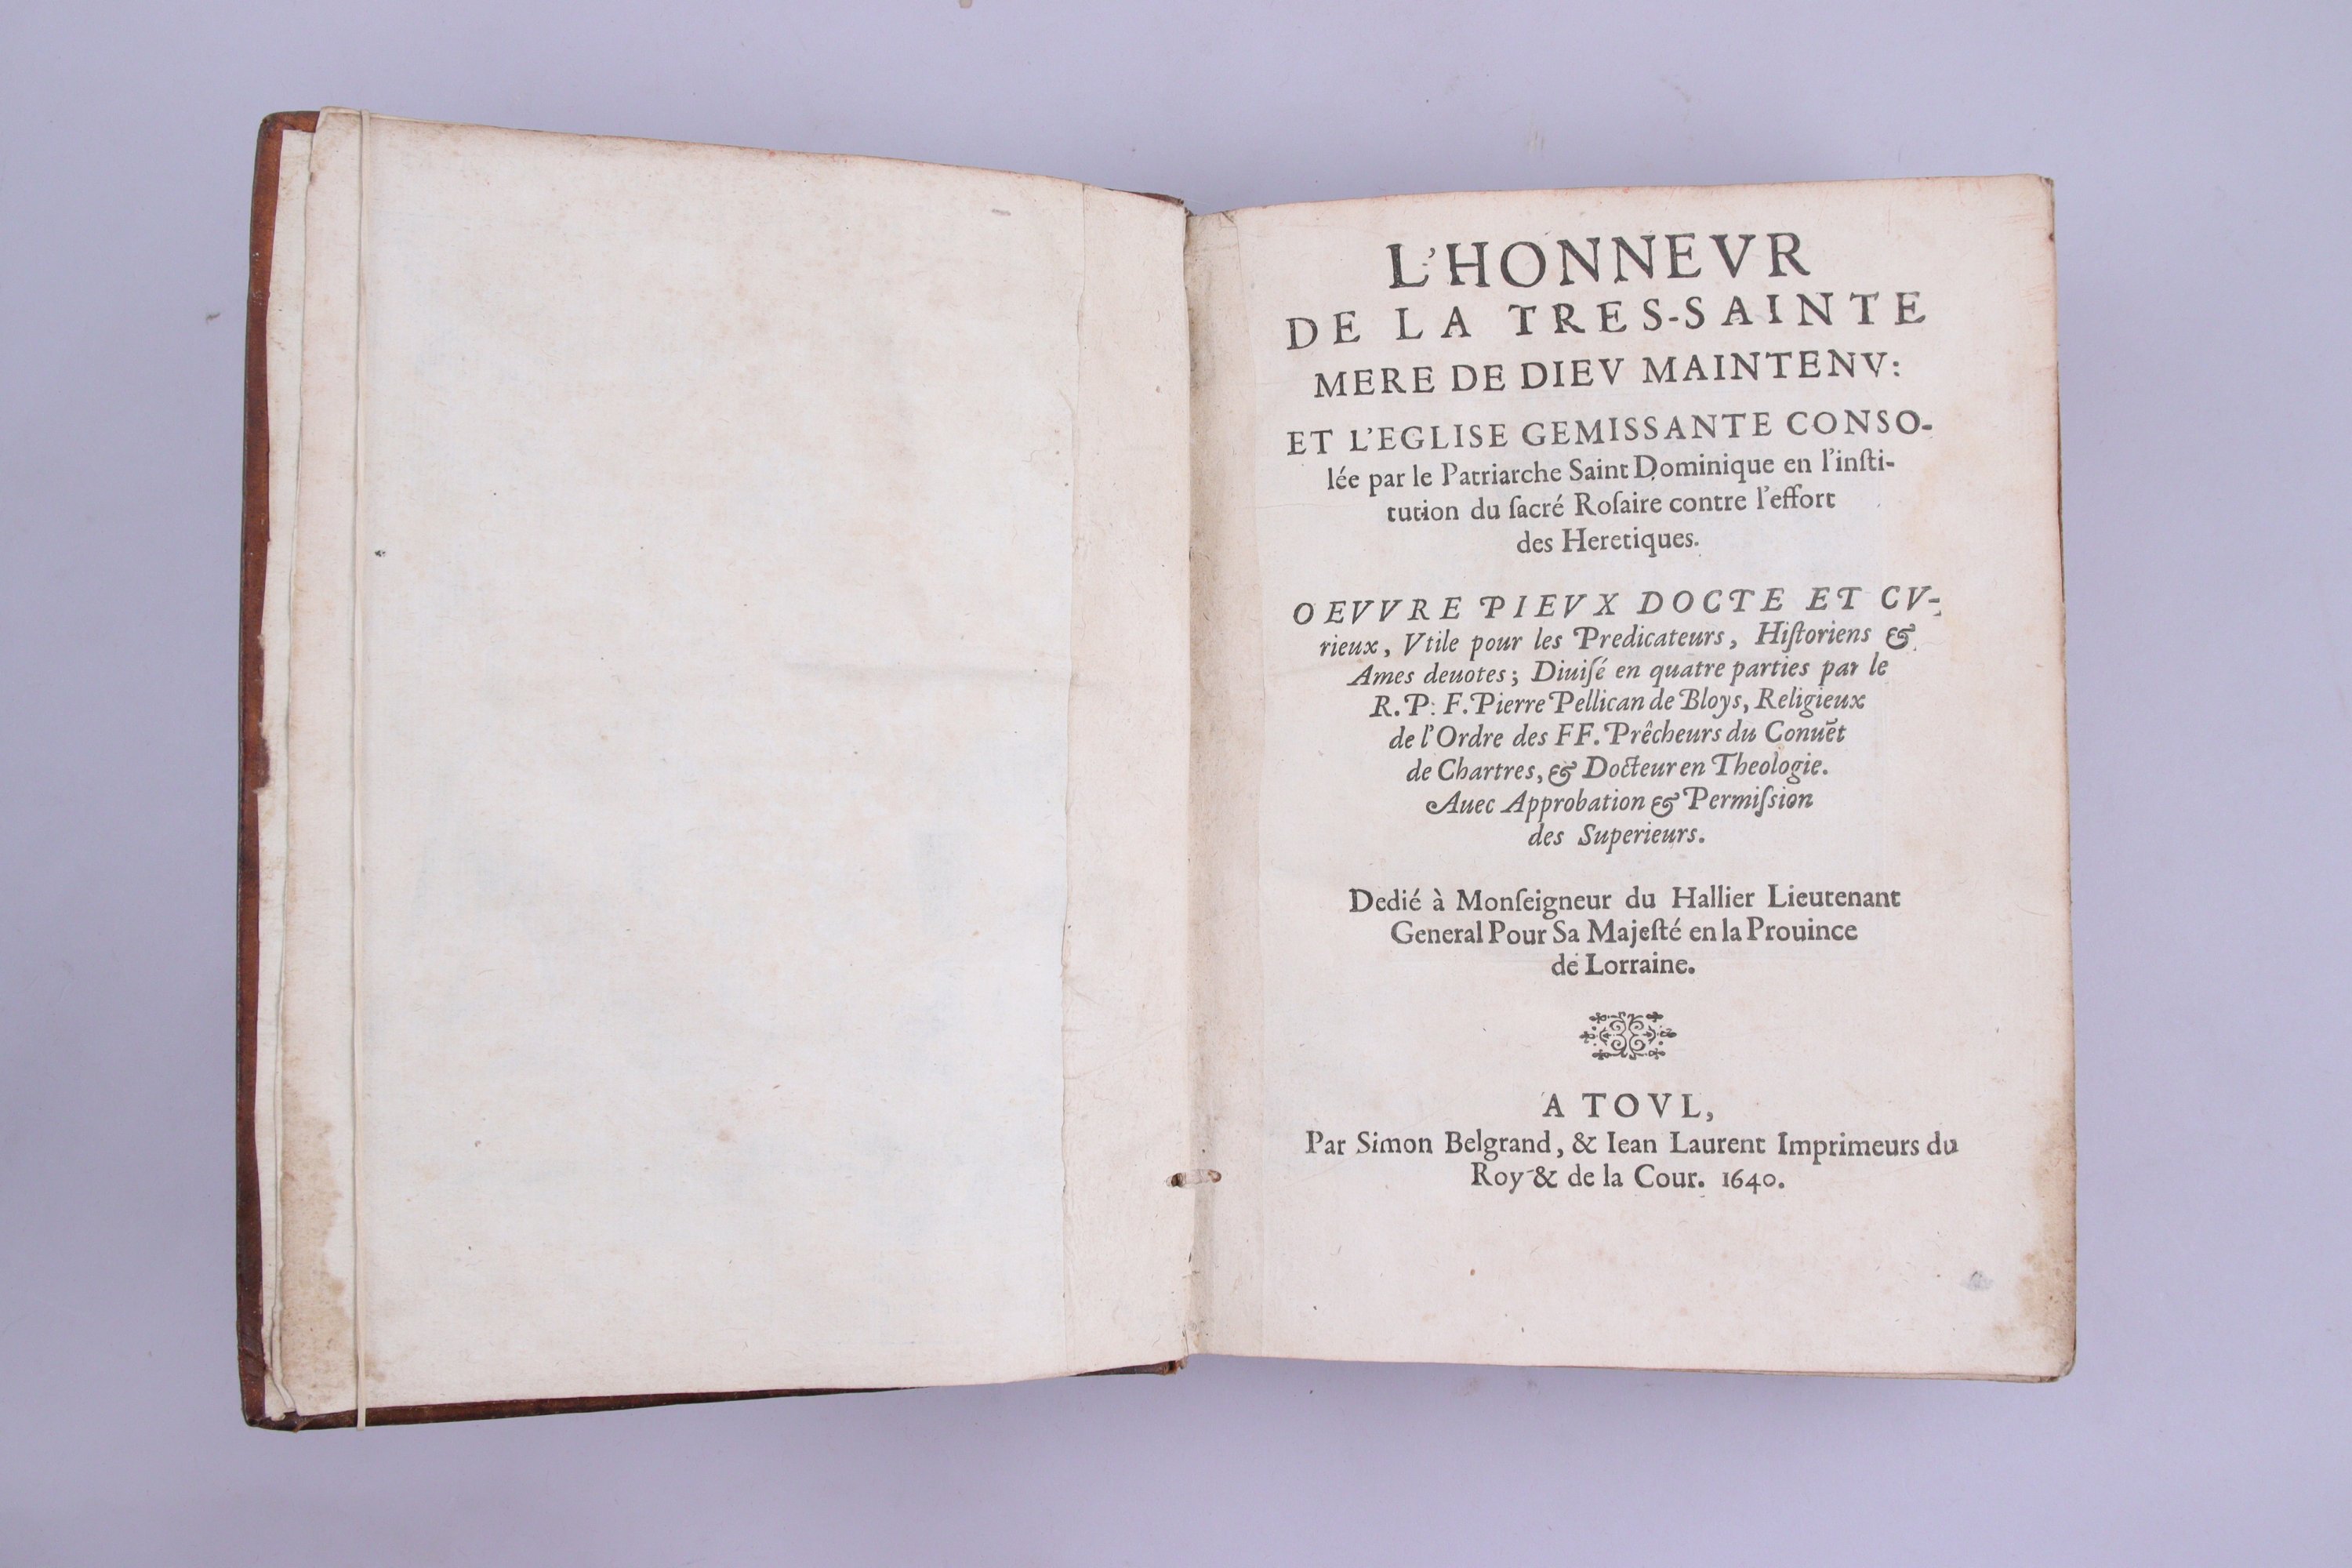 L'HONNEVR
DE LA TRES-SAINTE
MERE DE DIEV MAINTENV:
ET L'EGLISE GEMISSANTE CONSO-
lée par le Patriarche Saint Dominique en l'inſti-
tution du ſacré Roſaire contre l'effort
des Heretiques.
OEVVRE PIEVX DOCTE ET CV-
rieux, Vtile pour les Predicateurs, Hiſtoriens &
Ames deuotes; Diuiſé en quatre parties par le
R. P: F. Pierre Pellican de Bloys, Religieux
de l'Ordre des FF. Prêcheurs du Conuēt
de Chartres, & Docteur en Theologie.
Auec Approbation & Permiſsion
des Superieurs.
Dedié à Monſeigneur du Hallier Lieutenant
General Pour Sa Majeſté en la Prouince
de Lorraine.
A TOVL,
Par Simon Belgrand, & Iean Laurent Imprimeurs du
Roy & de la Cour. 1640.